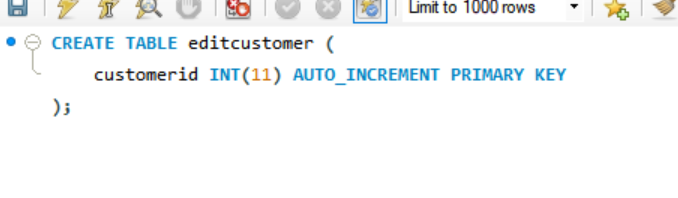 Limit to 1000 rows
CREATE TABLE editcustomer (
customerid INT(11) AUTO_INCREMENT PRIMARY KEY
);